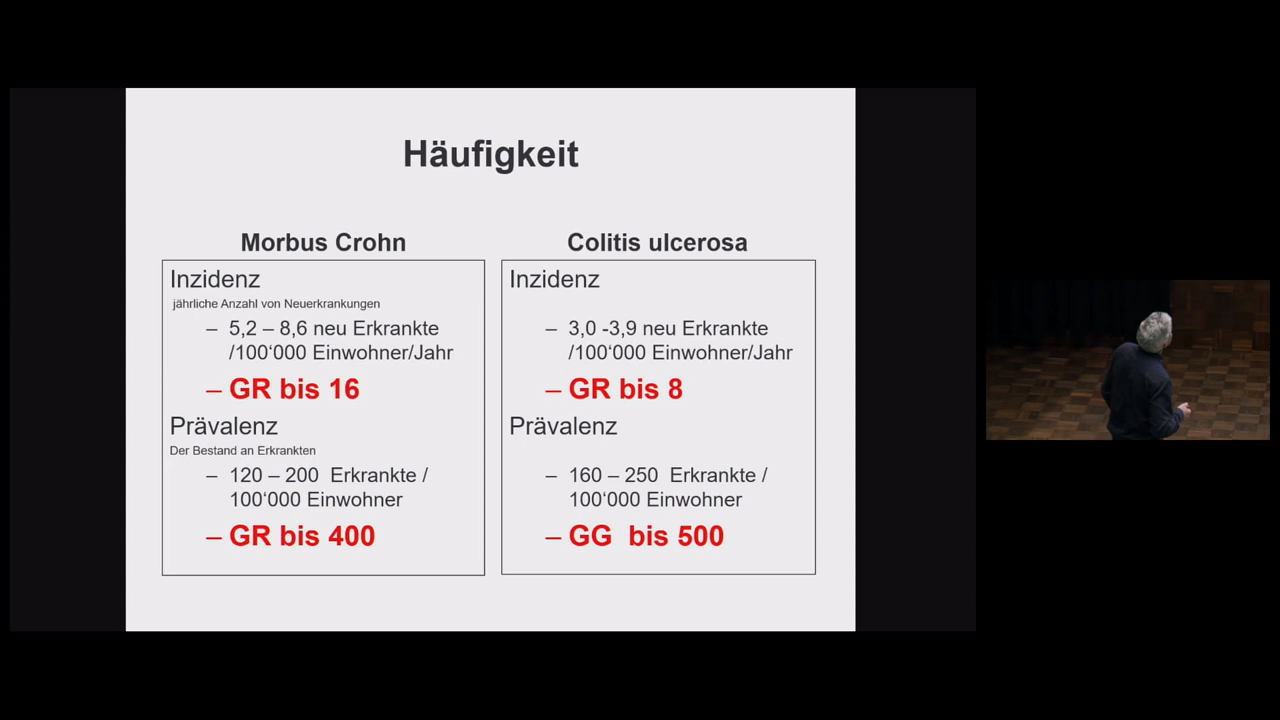 Häufigkeit
Morbus Crohn
Inzidenz
jährliche Anzahl von Neuerkrankungen
– 5,2 – 8,6 neu Erkrankte
/100‘000 Einwohner/Jahr
– GR bis 16
Prävalenz
Der Bestand an Erkrankten
– 120 – 200 Erkrankte /
100‘000 Einwohner
– GR bis 400
Colitis ulcerosa
Inzidenz
– 3,0 -3,9 neu Erkrankte
/100‘000 Einwohner/Jahr
– GR bis 8
Prävalenz
– 160 – 250 Erkrankte /
100‘000 Einwohner
– GG bis 500